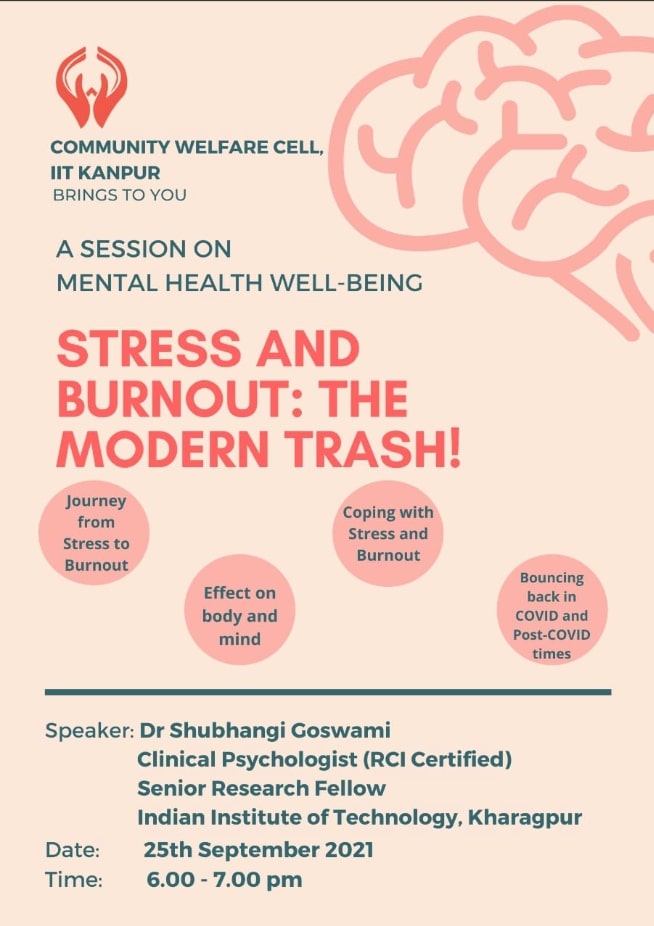 COMMUNITY WELFARE CELL,
IIT KANPUR
BRINGS TO YOU
A SESSION ON
MENTAL HEALTH WELL-BEING
STRESS AND
BURNOUT: THE
MODERN TRASH!
Journey
from
Stress to
Burnout
Effect on
body and
mind
Coping with
Stress and
Burnout
Bouncing
back in
COVID and
Post-COVID
times
Speaker: Dr Shubhangi Goswami
Clinical Psychologist (RCI Certified)
Senior Research Fellow
Indian Institute of Technology, Kharagpur
Date: 25th September 2021
Time: 6.00 - 7.00 pm